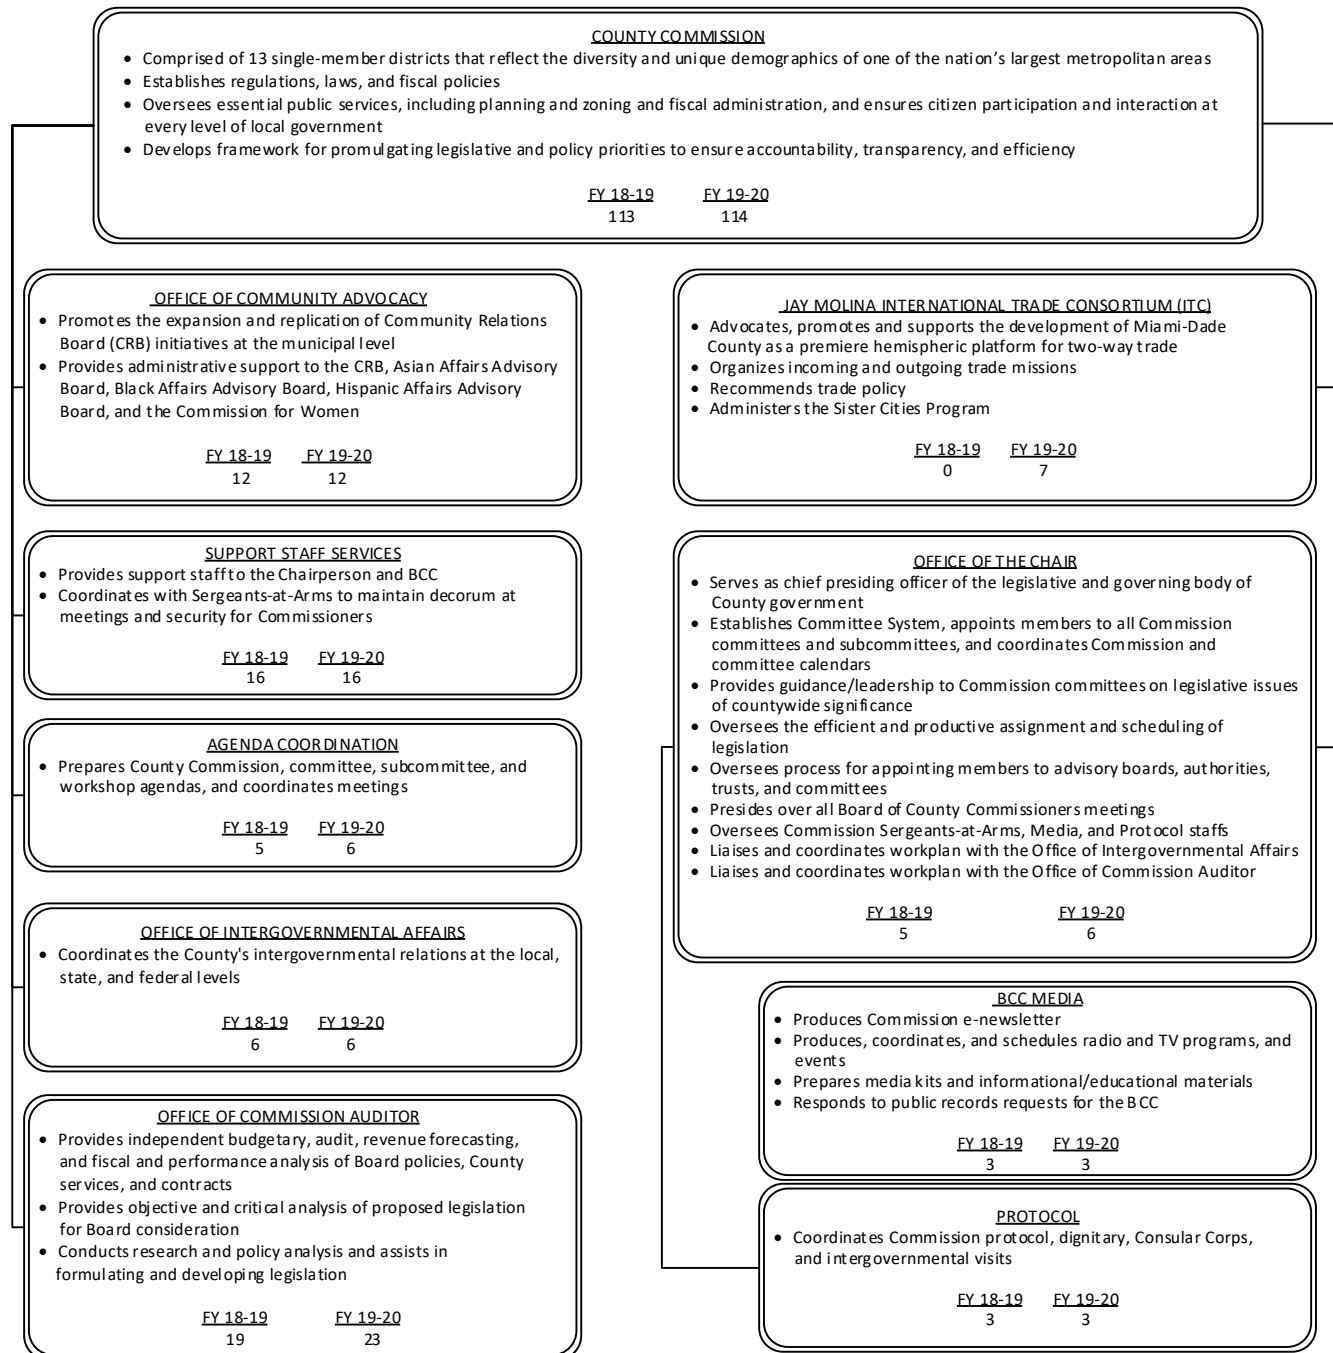 COUNTY COMMISSION
• Comprised of 13 single-member districts that reflect the diversity and unique demographics of one of the nation's largest metropolitan areas
• Establishes regulations, laws, and fiscal policies
• Oversees essential public services, including planning and zoning and fiscal administration, and ensures citizen participation and interaction at
every level of local government
• Develops framework for promulgating legislative and policy priorities to ensure accountability, transparency, and efficiency
FY 18-19 FY 19-20
113 114
OFFICE OF COMMUNITY ADVOCACY
• Promotes the expansion and replication of Community Relations
Board (CRB) initiatives at the municipal level
• Provides administrative support to the CRB, Asian Affairs Advisory
Board, Black Affairs Advisory Board, Hispanic Affairs Advisory
Board, and the Commission for Women
FY 18-19 FY 19-20
12 12
SUPPORT STAFF SERVICES
• Provides support staff to the Chairperson and BCC
• Coordinates with Sergeants-at-Arms to maintain decorum at
meetings and security for Commissioners
FY 18-19 FY 19-20
16 16
AGENDA COORDINATION
• Prepares County Commission, committee, subcommittee, and
workshop agendas, and coordinates meetings
FY 18-19 FY 19-20
5 6
OFFICE OF INTERGOVERNMENTAL AFFAIRS
• Coordinates the County's intergovernmental relations at the local,
state, and federal levels
FY 18-19 FY 19-20
6 6
OFFICE OF COMMISSION AUDITOR
• Provides independent budgetary, audit, revenue forecasting,
and fiscal and performance analysis of Board policies, County
services, and contracts
• Provides objective and critical analysis of proposed legislation
for Board consideration
• Conducts research and policy analysis and assists in
formulating and developing legislation
FY 18-19 FY 19-20
19 23
JAY MOLINA INTERNATIONAL TRADE CONSORTIUM (ITC)
• Advocates, promotes and supports the development of Miami-Dade
County as a premiere hemispheric platform for two-way trade
• Organizes incoming and outgoing trade missions
• Recommends trade policy
• Administers the Sister Cities Program
FY 18-19 FY 19-20
0 7
OFFICE OF THE CHAIR
• Serves as chief presiding officer of the legislative and governing body of
County government
• Establishes Committee System, appoints members to all Commission
committees and subcommittees, and coordinates Commission and
committee calendars
• Provides guidance/leadership to Commission committees on legislative issues
of countywide significance
• Oversees the efficient and productive assignment and scheduling of
legislation
• Oversees process for appointing members to advisory boards, authorities,
trusts, and committees
• Presides over all Board of County Commissioners meetings
• Oversees Commission Sergeants-at-Arms, Media, and Protocol staffs
• Liaises and coordinates workplan with the Office of Intergovernmental Affairs
• Liaises and coordinates workplan with the Office of Commission Auditor
FY 18-19 FY 19-20
5 6
BCC MEDIA
• Produces Commission e-newsletter
• Produces, coordinates, and schedules radio and TV programs, and
events
• Prepares media kits and informational/educational materials
• Responds to public records requests for the BCC
FY 18-19 FY 19-20
3 3
PROTOCOL
• Coordinates Commission protocol, dignitary, Consular Corps,
and intergovernmental visits
FY 18-19 FY 19-20
3 3